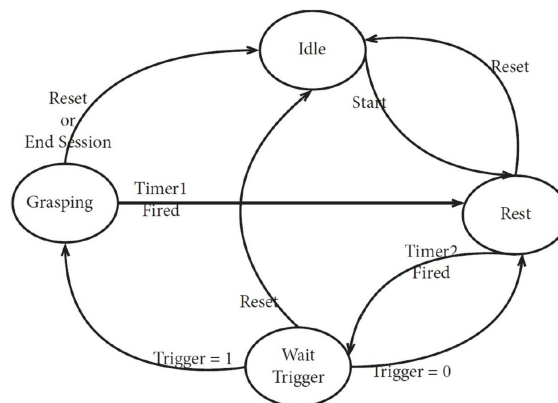 Idle
Reset
or
End Session
Start
Reset
Grasping
Timer1
Fired
Rest
Timer2
Fired
Reset
Wait
Trigger
Trigger = 1
Trigger = 0